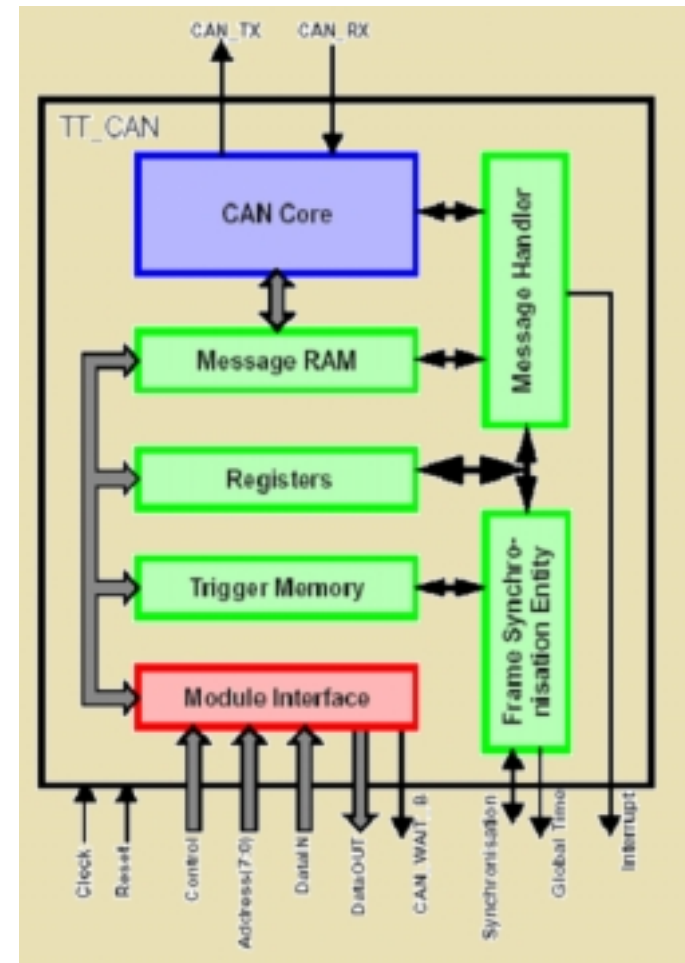 CAN_TX CAN_RX
TT_CAN
CAN Core
Message Handler
Message RAM
Registers
Trigger Memory
Frame Synchro-
nisation Entity
Module Interface
Clock
Reset
Control
Address(7:0)
DataIN
DataOUT
CAN_WAIT_B
Synchronisation
Global Time
Interrupt